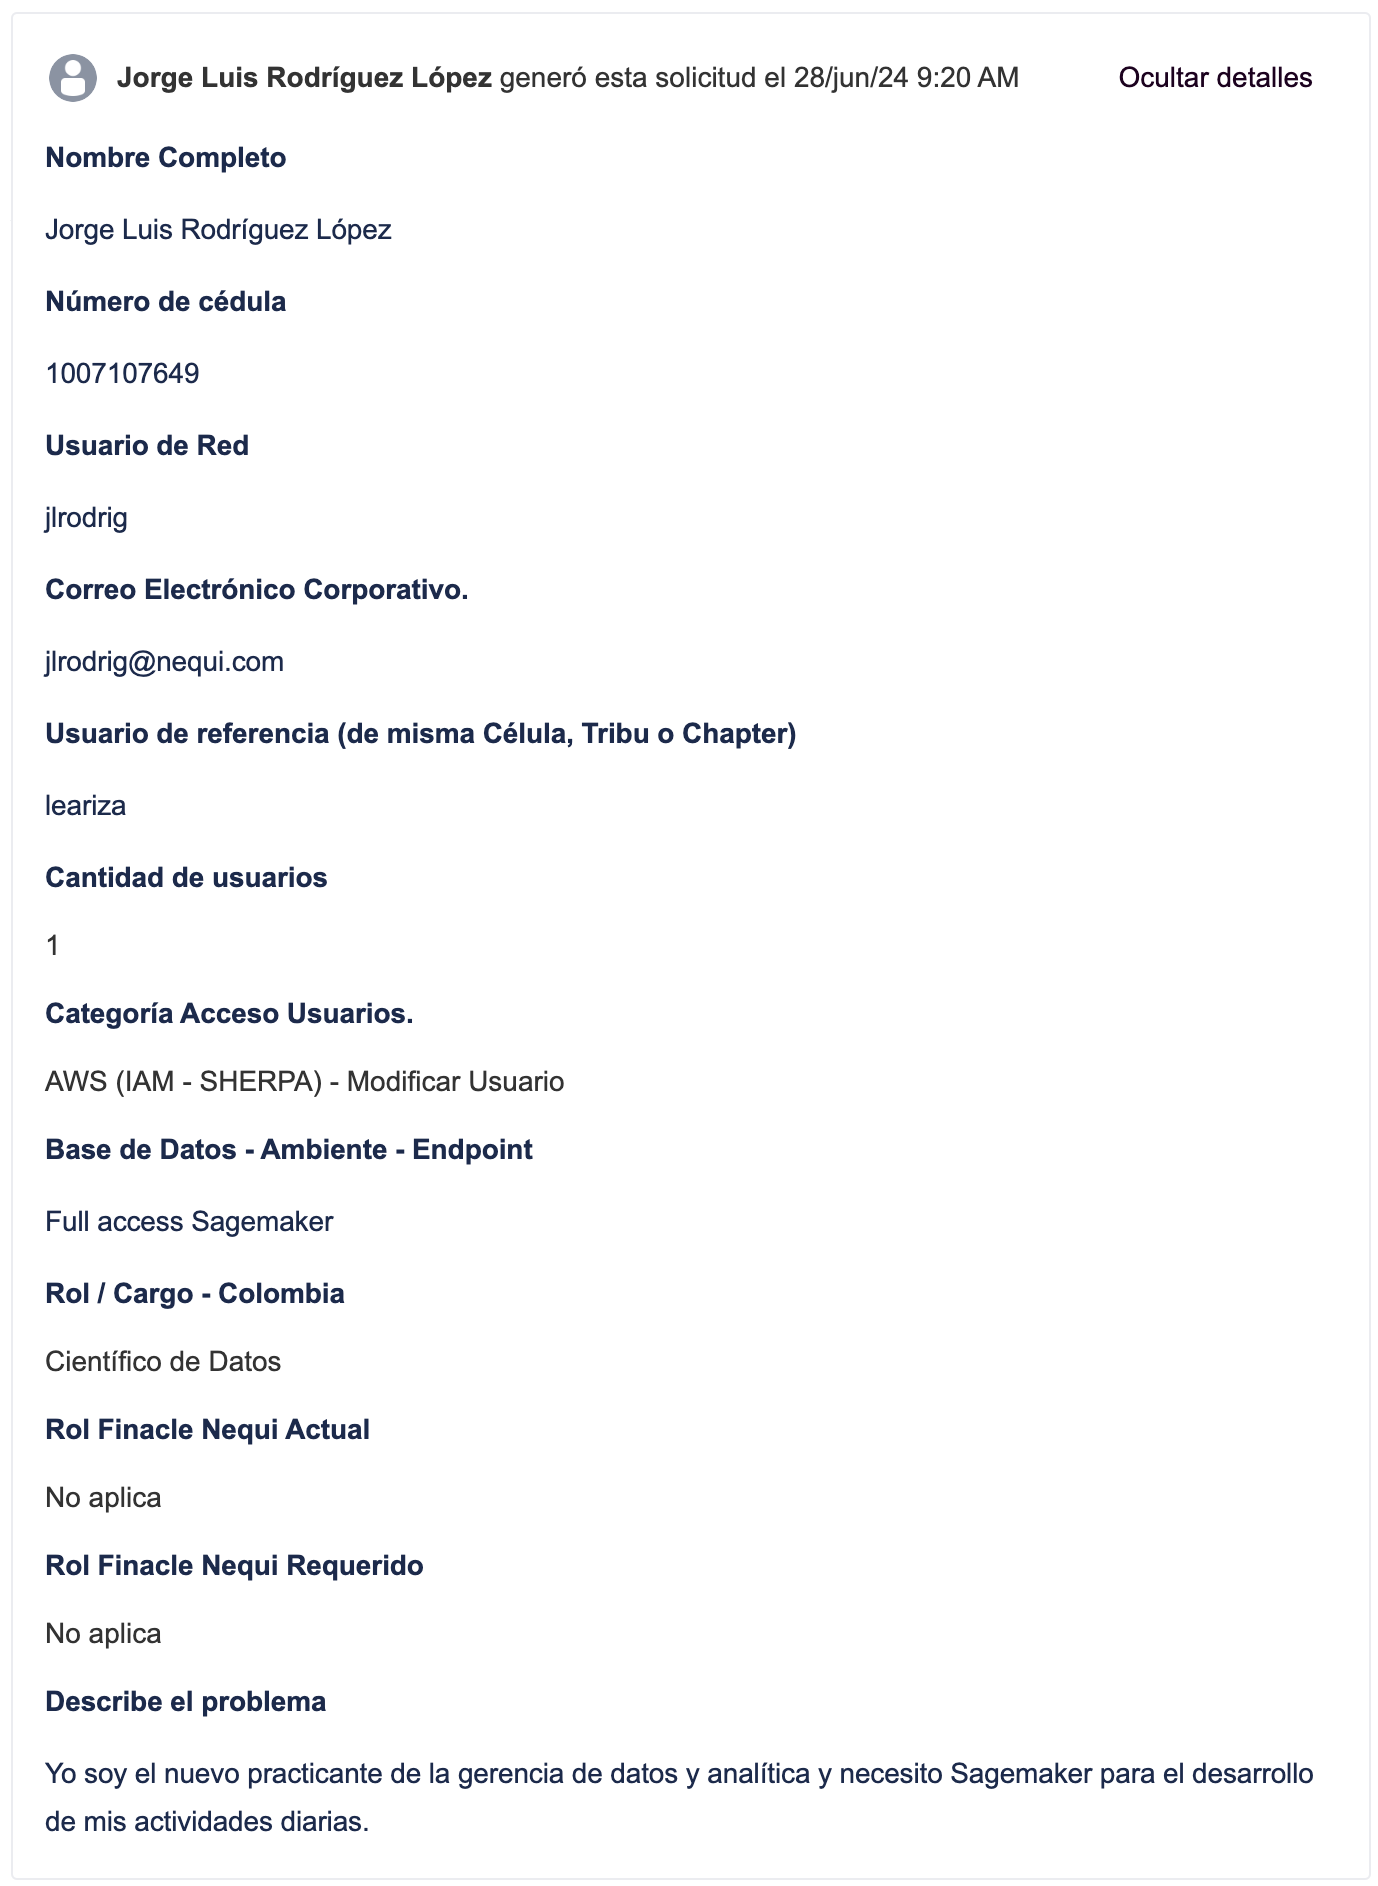 Jorge Luis Rodríguez López generó esta solicitud el 28/jun/24 9:20 AM
Ocultar detalles
Nombre Completo
Jorge Luis Rodríguez López
Número de cédula
1007107649
Usuario de Red
jlrodrig
Correo Electrónico Corporativo.
jlrodrig@nequi.com
Usuario de referencia (de misma Célula, Tribu o Chapter)
leariza
Cantidad de usuarios
1
Categoría Acceso Usuarios.
AWS (IAM - SHERPA) - Modificar Usuario
Base de Datos - Ambiente - Endpoint
Full access Sagemaker
Rol / Cargo - Colombia
Científico de Datos
Rol Finacle Nequi Actual
No aplica
Rol Finacle Nequi Requerido
No aplica
Describe el problema
Yo soy el nuevo practicante de la gerencia de datos y analítica y necesito Sagemaker para el desarrollo
de mis actividades diarias.